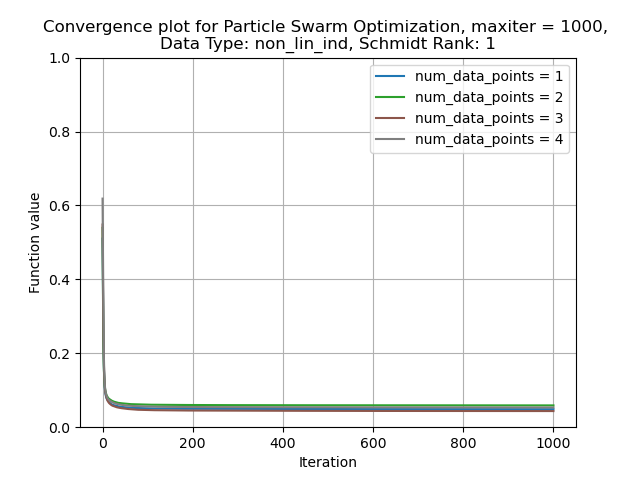 Convergence plot for Particle Swarm Optimization, maxiter = 1000,
Data Type: non_lin_ind, Schmidt Rank: 1
num_data_points = 1
num_data_points = 2
num_data_points = 3
num_data_points = 4
Function value
1.0
0.8
0.6
0.4
0.2
0.0
0 200 400 600 800 1000
Iteration